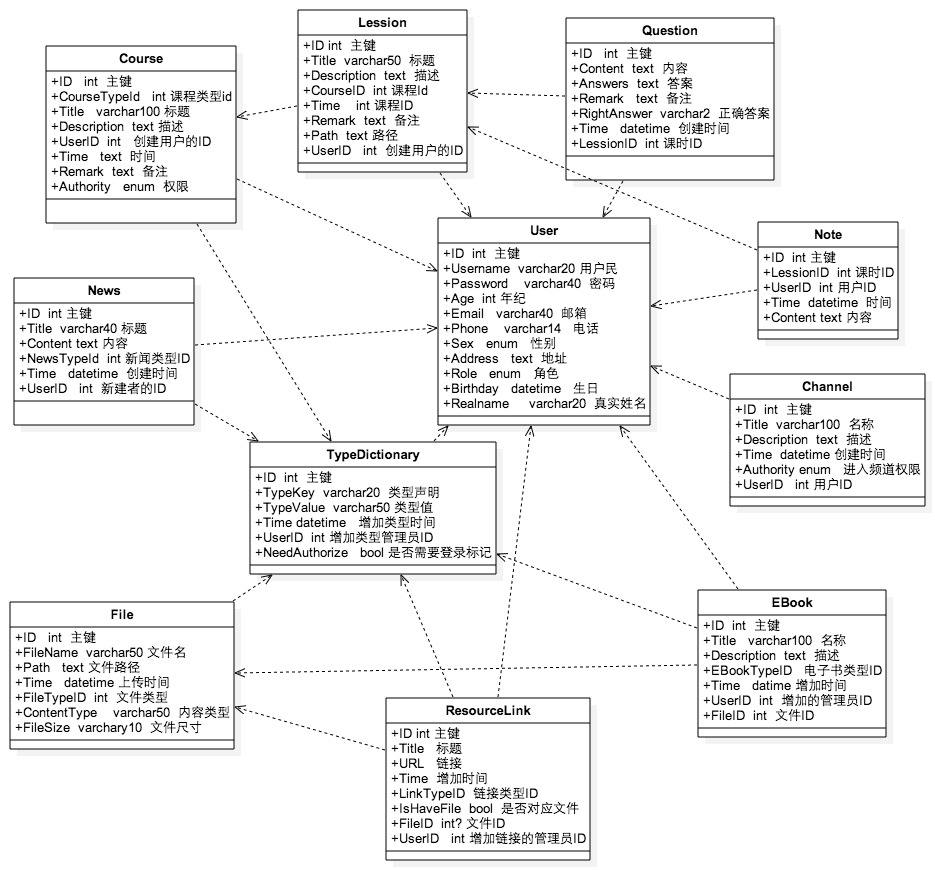 Course
+ID int 主键
+CourseTypeId int 课程类型id
+Title varchar100 标题
+Description text 描述
+UserID int 创建用户的ID
+Time text 时间
+Remark text 备注
+Authority enum 权限
Lession
+ID int 主键
+Title varchar50 标题
+Description text 描述
+CourseID int 课程Id
+Time int 课程ID
+Remark text 备注
+Path text 路径
+UserID int 创建用户的ID
Question
+ID int 主键
+Content text 内容
+Answers text 答案
+Remark text 备注
+RightAnswer varchar2 正确答案
+Time datetime 创建时间
+LessionID int 课时ID
User
+ID int 主键
+Username varchar20 用户民
+Password varchar40 密码
+Age int 年纪
+Email varchar40 邮箱
+Phone varchar14 电话
+Sex enum 性别
+Address text 地址
+Role enum 角色
+Birthday datetime 生日
+Realname varchar20 真实姓名
Note
+ID int 主键
+LessionID int 课时ID
+UserID int 用户ID
+Time datetime 时间
+Content text 内容
News
+ID int 主键
+Title varchar40 标题
+Content text 内容
+NewsTypeId int 新闻类型ID
+Time datetime 创建时间
+UserID int 新建者的ID
Channel
+ID int 主键
+Title varchar100 名称
+Description text 描述
+Time datetime 创建时间
+Authority enum 进入频道权限
+UserID int 用户ID
TypeDictionary
+ID int 主键
+TypeKey varchar20 类型声明
+TypeValue varchar50 类型值
+Time datetime 增加类型时间
+UserID int 增加类型管理员ID
+NeedAuthorize bool 是否需要登录标记
File
+ID int 主键
+FileName varchar50 文件名
+Path text 文件路径
+Time datetime 上传时间
+FileTypeID int 文件类型
+ContentType varchar50 内容类型
+FileSize varchary10 文件尺寸
EBook
+ID int 主键
+Title varchar100 名称
+Description text 描述
+EBookTypeID 电子书类型ID
+Time datime 增加时间
+UserID int 增加的管理员ID
+FileID int 文件ID
ResourceLink
+ID int 主键
+Title 标题
+URL 链接
+Time 增加时间
+LinkTypeID 链接类型ID
+IsHaveFile bool 是否对应文件
+FileID int? 文件ID
+UserID int 增加链接的管理员ID